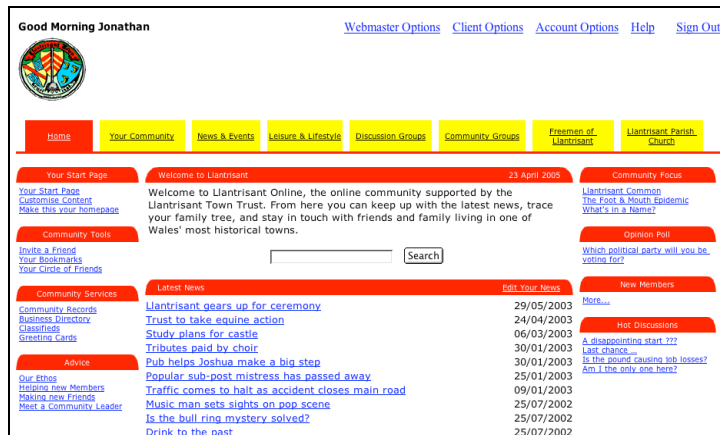 Good Morning Jonathan
Webmaster Options Client Options Account Options Help Sign Out
Home
Your Community
News & Events
Leisure & Lifestyle
Discussion Groups
Community Groups
Freemen of
Llantrisant
Llantrisant Parish
Church
Your Start Page
Your Start Page
Customise Content
Make this your homepage
Community Tools
Invite a Friend
Your Bookmarks
Your Circle of Friends
Community Services
Community Records
Business Directory
Classifieds
Greeting Cards
Advice
Our Ethos
Helping new Members
Making new Friends
Meet a Community Leader
Welcome to Llantrisant 23 April 2005
Welcome to Llantrisant Online, the online community supported by the
Llantrisant Town Trust. From here you can keep up with the latest news, trace
your family tree, and stay in touch with friends and family living in one of
Wales' most historical towns.
Search
Latest News Edit Your News
Llantrisant gears up for ceremony 29/05/2003
Trust to take equine action 24/04/2003
Study plans for castle 06/03/2003
Tributes paid by choir 30/01/2003
Pub helps Joshua make a big step 30/01/2003
Popular sub-post mistress has passed away 25/01/2003
Traffic comes to halt as accident closes main road 09/01/2003
Music man sets sights on pop scene 25/07/2002
Is the bull ring mystery solved? 25/07/2002
Drink to the past 25/07/2002
Community Focus
Llantrisant Common
The Foot & Mouth Epidemic
What's in a Name?
Opinion Poll
Which political party will you be
voting for?
New Members
More...
Hot Discussions
A disappointing start ???
Last chance ...
Is the pound causing job losses?
Am I the only one here?